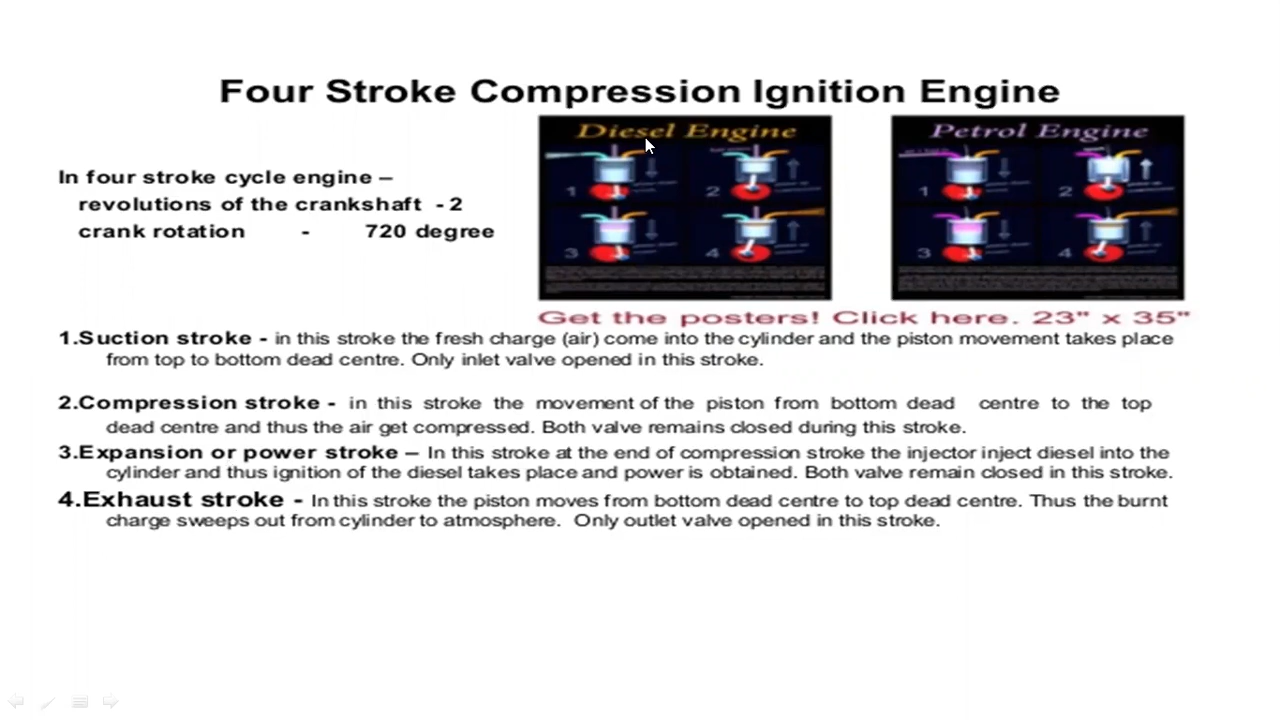 Four Stroke Compression Ignition Engine
Diesel Engine
1
2
3
4
Petrol Engine
1
2
3
4
Get the posters! Click here. 23" x 35"
In four stroke cycle engine –
revolutions of the crankshaft - 2
crank rotation - 720 degree
1.Suction stroke - in this stroke the fresh charge (air) come into the cylinder and the piston movement takes place
from top to bottom dead centre. Only inlet valve opened in this stroke.
2.Compression stroke - in this stroke the movement of the piston from bottom dead centre to the top
dead centre and thus the air get compressed. Both valve remains closed during this stroke.
3.Expansion or power stroke – In this stroke at the end of compression stroke the injector inject diesel into the
cylinder and thus ignition of the diesel takes place and power is obtained. Both valve remain closed in this stroke.
4.Exhaust stroke - In this stroke the piston moves from bottom dead centre to top dead centre. Thus the burnt
charge sweeps out from cylinder to atmosphere. Only outlet valve opened in this stroke.